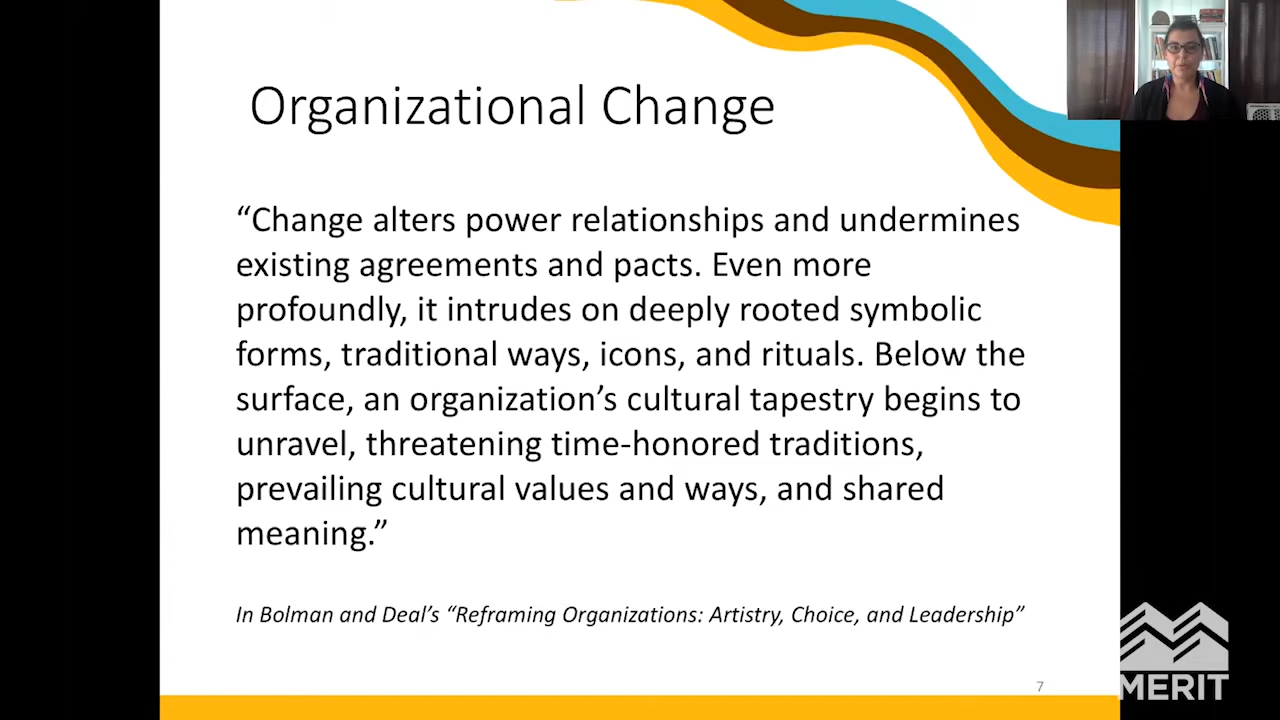 Organizational Change
“Change alters power relationships and undermines
existing agreements and pacts. Even more
profoundly, it intrudes on deeply rooted symbolic
forms, traditional ways, icons, and rituals. Below the
surface, an organization’s cultural tapestry begins to
unravel, threatening time-honored traditions,
prevailing cultural values and ways, and shared
meaning.”
In Bolman and Deal’s “Reframing Organizations: Artistry, Choice, and Leadership”
7
MERIT